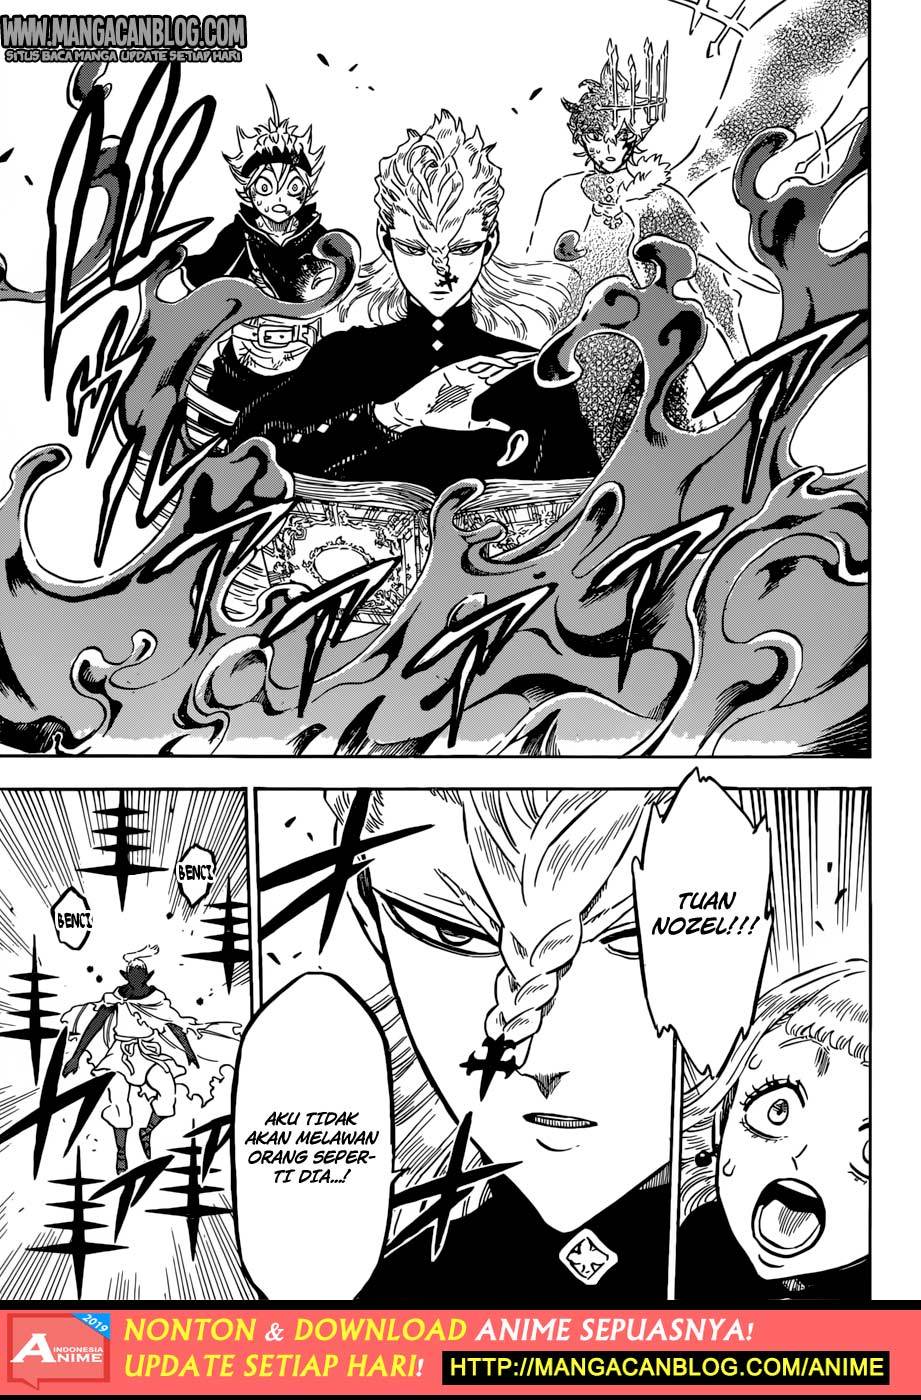 WWW.MANGACANBLOG.COM
SITUS BACA MANGA UPDATE SETIAP HARI
TUAN
NOZEL!!!
AKU TIDAK
AKAN MELAWAN
ORANG SEPER-
TI DIA...!
BENCI
BENCI
2019
INDONESIA
ANIME
NONTON & DOWNLOAD ANIME SEPUASNYA!
UPDATE SETIAP HARI! HTTP://MANGACANBLOG.COM/ANIME